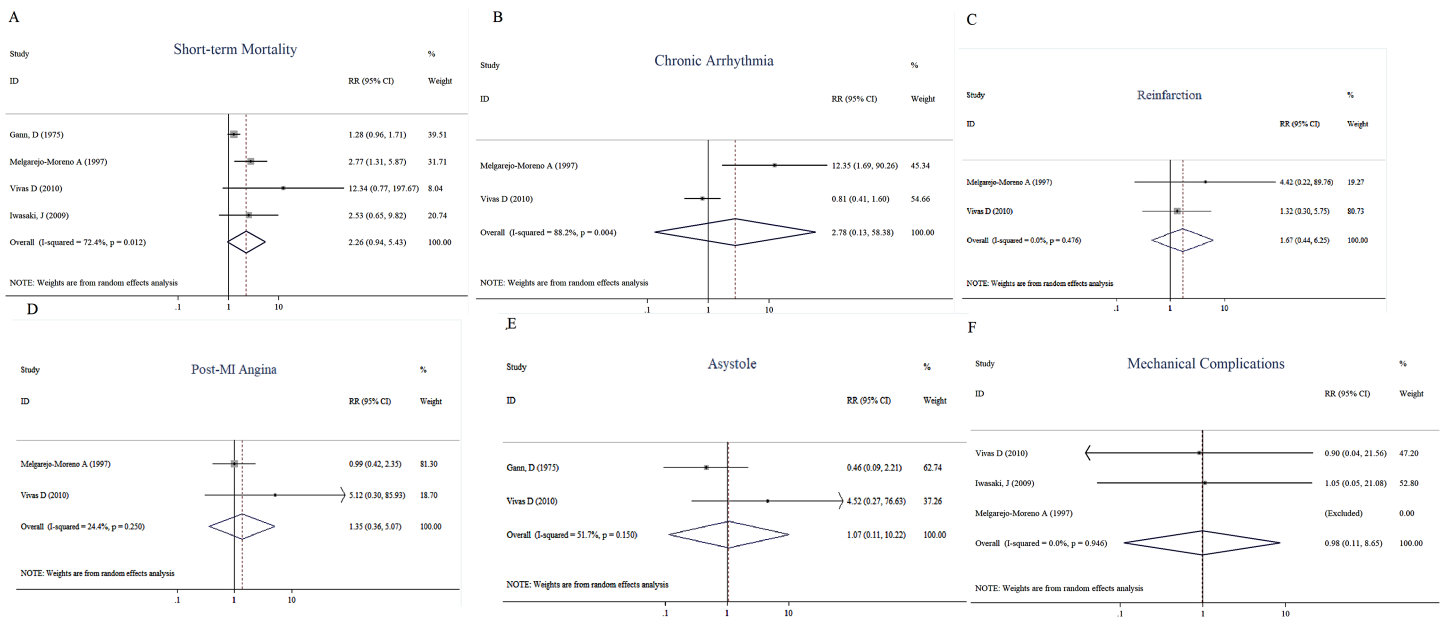 A
Short-term Mortality
Study %
ID RR (95% CI) Weight
Gann, D (1975) 1.28 (0.96, 1.71) 39.51
Melgarejo-Moreno A (1997) 2.77 (1.31, 5.87) 31.71
Vivas D (2010) 12.34 (0.77, 197.67) 8.04
Iwasaki, J (2009) 2.53 (0.65, 9.82) 20.74
Overall (I-squared = 72.4%, p = 0.012) 2.26 (0.94, 5.43) 100.00
NOTE: Weights are from random effects analysis
.1 1 10
B
Chronic Arrhythmia
Study %
ID RR (95% CI) Weight
Melgarejo-Moreno A (1997) 12.35 (1.69, 90.26) 45.34
Vivas D (2010) 0.81 (0.41, 1.60) 54.66
Overall (I-squared = 88.2%, p = 0.004) 2.78 (0.13, 58.38) 100.00
NOTE: Weights are from random effects analysis
.1 1 10
C
Reinfarction
Study %
ID RR (95% CI) Weight
Melgarejo-Moreno A (1997) 4.42 (0.22, 89.76) 19.27
Vivas D (2010) 1.32 (0.30, 5.75) 80.73
Overall (I-squared = 0.0%, p = 0.476) 1.67 (0.44, 6.25) 100.00
NOTE: Weights are from random effects analysis
.1 1 10
D
Post-MI Angina
Study %
ID RR (95% CI) Weight
Melgarejo-Moreno A (1997) 0.99 (0.42, 2.35) 81.30
Vivas D (2010) 5.12 (0.30, 85.93) 18.70
Overall (I-squared = 24.4%, p = 0.250) 1.35 (0.36, 5.07) 100.00
NOTE: Weights are from random effects analysis
.1 1 10
E
Asystole
Study %
ID RR (95% CI) Weight
Gann, D (1975) 0.46 (0.09, 2.21) 62.74
Vivas D (2010) 4.52 (0.27, 76.63) 37.26
Overall (I-squared = 51.7%, p = 0.150) 1.07 (0.11, 10.22) 100.00
NOTE: Weights are from random effects analysis
.1 1 10
F
Mechanical Complications
Study %
ID RR (95% CI) Weight
Vivas D (2010) 0.90 (0.04, 21.56) 47.20
Iwasaki, J (2009) 1.05 (0.05, 21.08) 52.80
Melgarejo-Moreno A (1997) (Excluded) 0.00
Overall (I-squared = 0.0%, p = 0.946) 0.98 (0.11, 8.65) 100.00
NOTE: Weights are from random effects analysis
.1 1 10